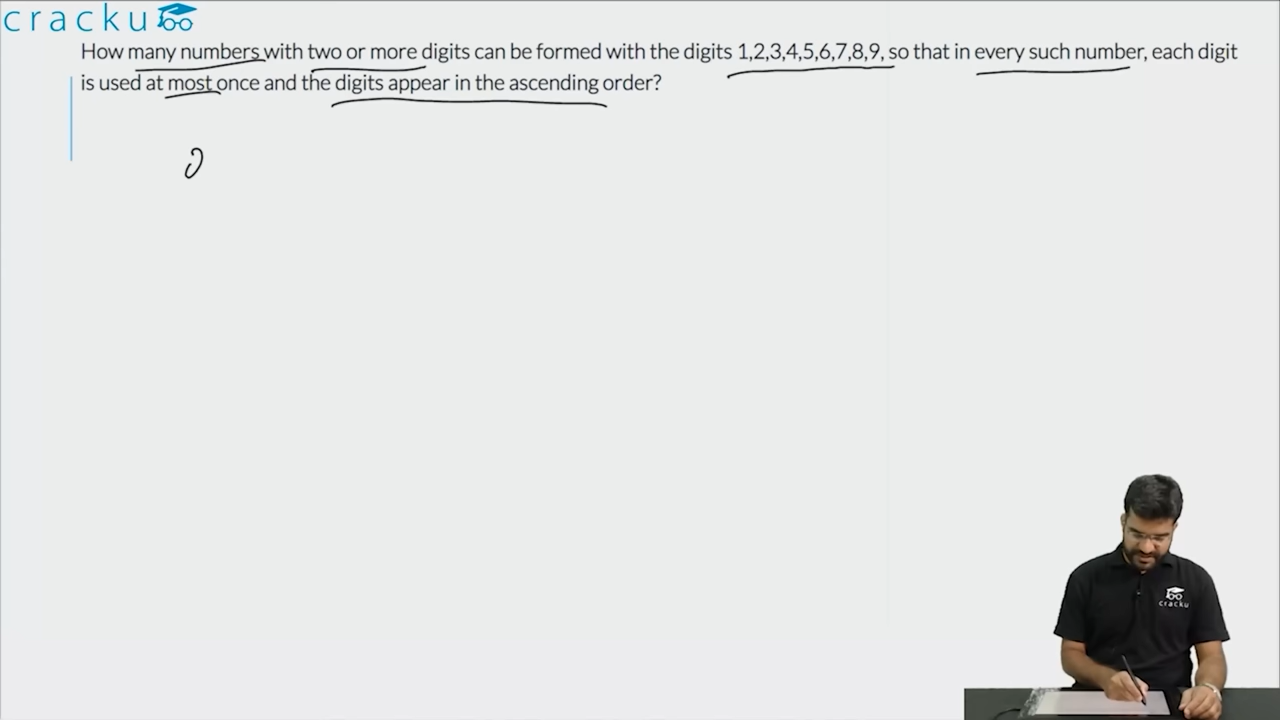 cracku
How many numbers with two or more digits can be formed with the digits 1,2,3,4,5,6,7,8,9, so that in every such number, each digit
is used at most once and the digits appear in the ascending order?
cracku